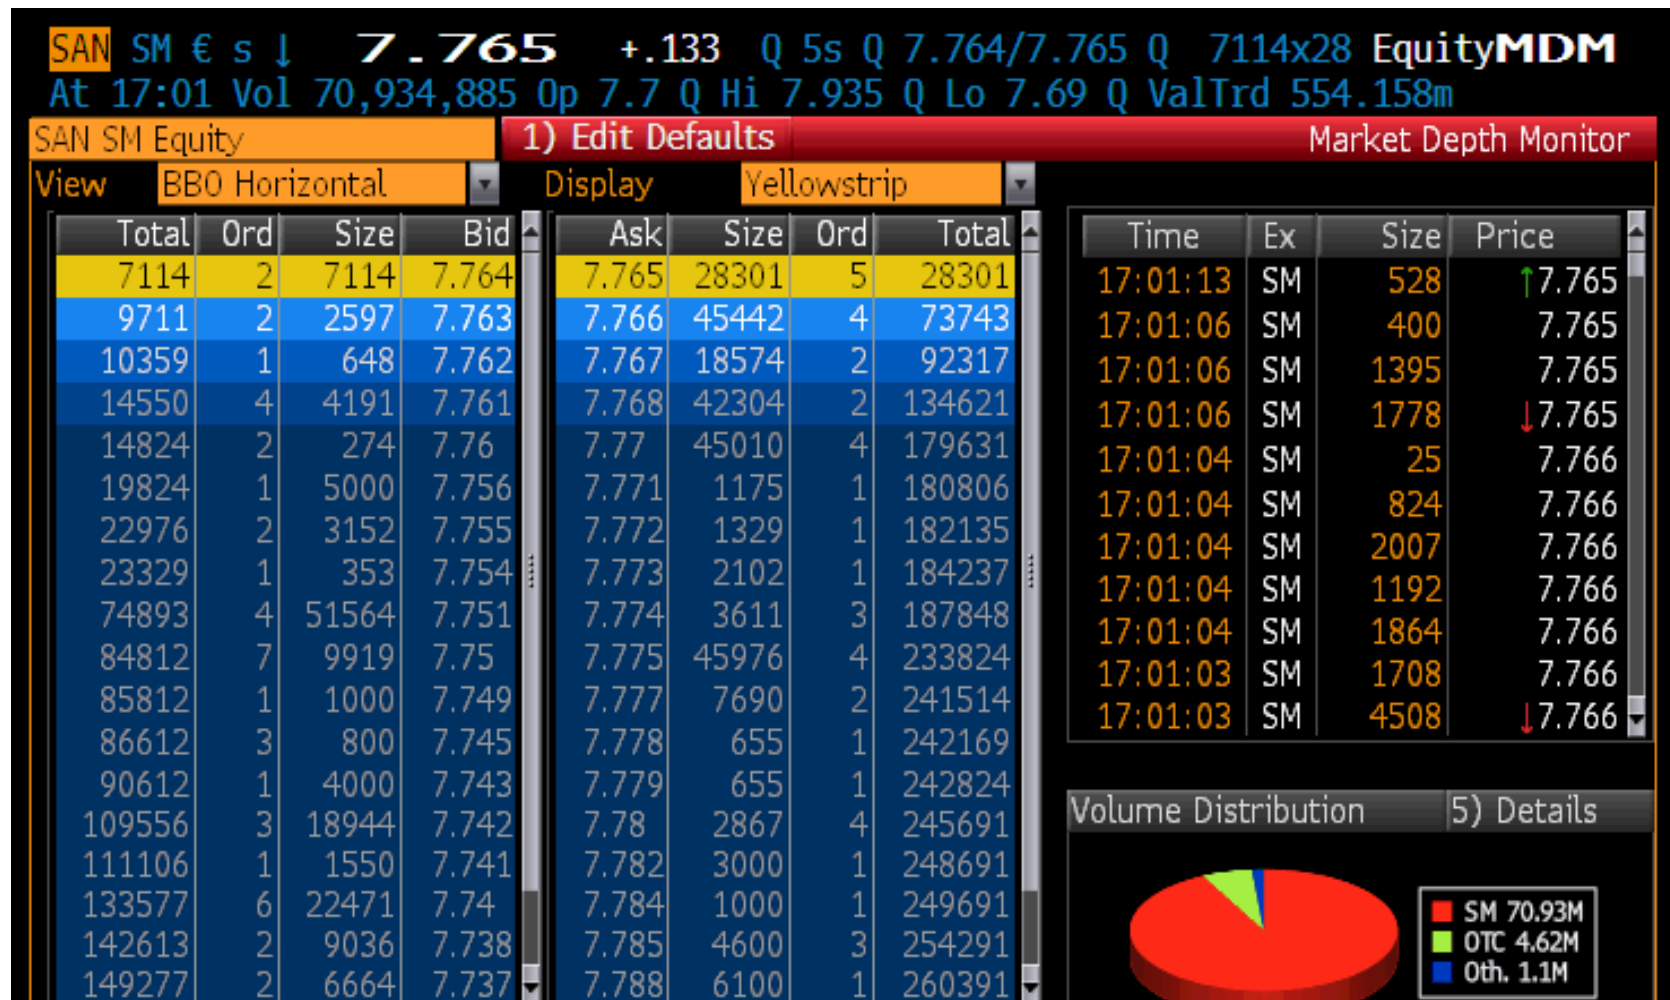 SAN SM € s ↓ 7.765 +.133 Q 5s Q 7.764/7.765 Q 7114x28 EquityMDM
At 17:01 Vol 70,934,885 Op 7.7 Q Hi 7.935 Q Lo 7.69 Q ValTrd 554.158m
SAN SM Equity 1) Edit Defaults Market Depth Monitor
View BBO Horizontal Display Yellowstrip
Total Ord Size Bid Ask Size Ord Total
7114 2 7114 7.764 7.765 28301 5 28301
9711 2 2597 7.763 7.766 45442 4 73743
10359 1 648 7.762 7.767 18574 2 92317
14550 4 4191 7.761 7.768 42304 2 134621
14824 2 274 7.76 7.77 45010 4 179631
19824 1 5000 7.756 7.771 1175 1 180806
22976 2 3152 7.755 7.772 1329 1 182135
23329 1 353 7.754 7.773 2102 1 184237
74893 4 51564 7.751 7.774 3611 3 187848
84812 7 9919 7.75 7.775 45976 4 233824
85812 1 1000 7.749 7.777 7690 2 241514
86612 3 800 7.745 7.778 655 1 242169
90612 1 4000 7.743 7.779 655 1 242824
109556 3 18944 7.742 7.78 2867 4 245691
111106 1 1550 7.741 7.782 3000 1 248691
133577 6 22471 7.74 7.784 1000 1 249691
142613 2 9036 7.738 7.785 4600 3 254291
149277 2 6664 7.737 7.788 6100 1 260391
Time Ex Size Price
17:01:13 SM 528 ↑7.765
17:01:06 SM 400 7.765
17:01:06 SM 1395 7.765
17:01:06 SM 1778 ↓7.765
17:01:04 SM 25 7.766
17:01:04 SM 824 7.766
17:01:04 SM 2007 7.766
17:01:04 SM 1192 7.766
17:01:04 SM 1864 7.766
17:01:03 SM 1708 7.766
17:01:03 SM 4508 ↓7.766
Volume Distribution 5) Details
SM 70.93M
OTC 4.62M
Oth. 1.1M